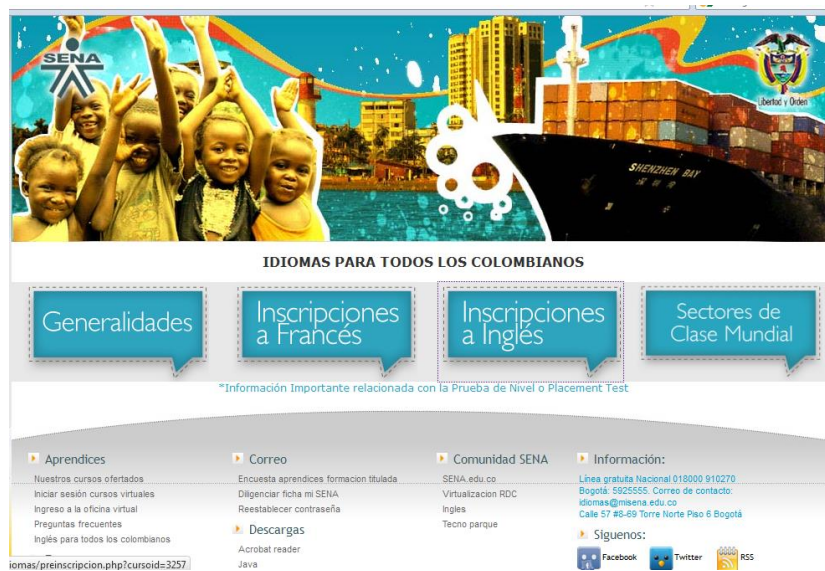 SENA
Libertad y Orden
SHENZHEN BAY
IDIOMAS PARA TODOS LOS COLOMBIANOS
Generalidades
Inscripciones
a Francés
Inscripciones
a Inglés
Sectores de
Clase Mundial
*Información Importante relacionada con la Prueba de Nivel o Placement Test
Aprendices
Nuestros cursos ofertados
Iniciar sesión cursos virtuales
Ingreso a la oficina virtual
Preguntas frecuentes
Inglés para todos los colombianos
Correo
Encuesta aprendices formacion titulada
Diligenciar ficha mi SENA
Reestablecer contraseña
Descargas
Acrobat reader
Java
Comunidad SENA
SENA.edu.co
Virtualizacion RDC
Ingles
Tecno parque
Información:
Línea gratuita Nacional 018000 910270
Bogotá: 5925555. Correo de contacto:
idiomas@misena.edu.co
Calle 57 #8-69 Torre Norte Piso 6 Bogotá
Siguenos:
Facebook
Twitter
RSS
iomas/preinscripcion.php?cursoid=3257